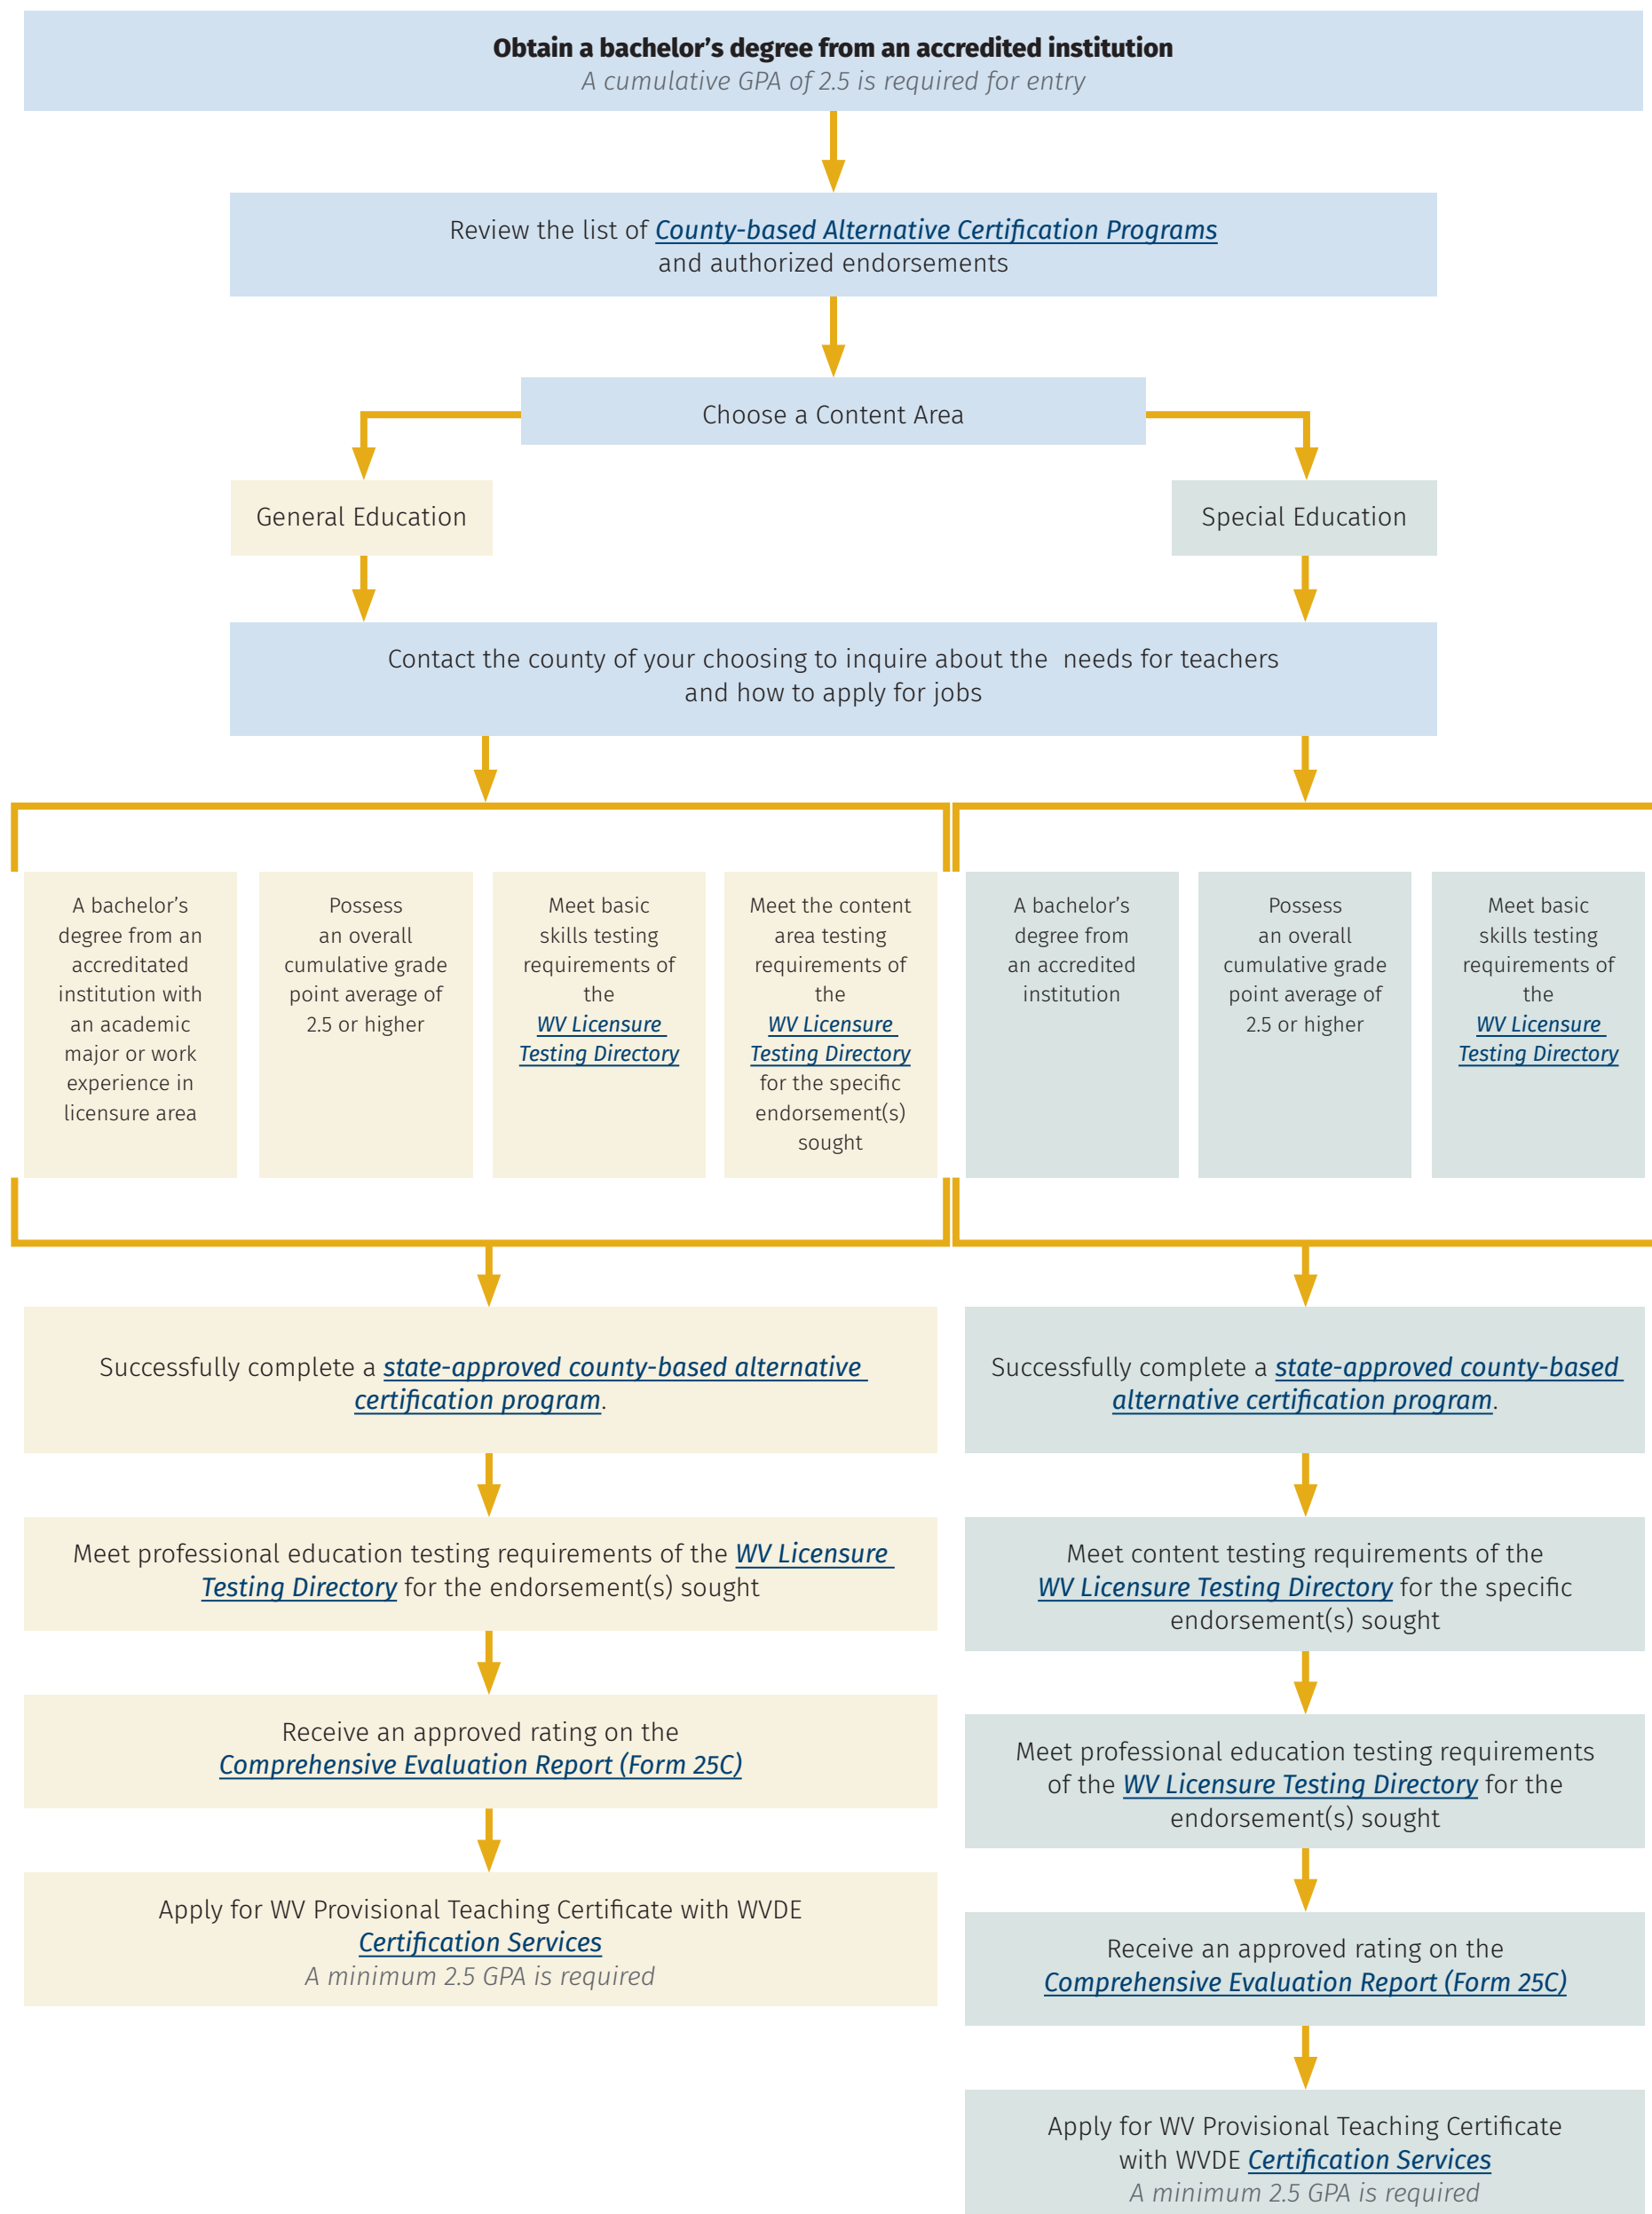 Obtain a bachelor’s degree from an accredited institution
A cumulative GPA of 2.5 is required for entry
Review the list of County-based Alternative Certification Programs
and authorized endorsements
Choose a Content Area
General Education
Special Education
Contact the county of your choosing to inquire about the  needs for teachers
and how to apply for jobs
A bachelor’s
degree from an
accreditated
institution with
an academic
major or work
experience in
licensure area
Possess
an overall
cumulative grade
point average of
2.5 or higher
Meet basic
skills testing
requirements of
the
WV Licensure
Testing Directory
Meet the content
area testing
requirements of
the
WV Licensure
Testing Directory
for the specific
endorsement(s)
sought
A bachelor’s
degree from
an accredited
institution
Possess
an overall
cumulative grade
point average of
2.5 or higher
Meet basic
skills testing
requirements of
the
WV Licensure
Testing Directory
Successfully complete a state-approved county-based alternative
certification program.
Meet professional education testing requirements of the WV Licensure
Testing Directory for the endorsement(s) sought
Receive an approved rating on the
Comprehensive Evaluation Report (Form 25C)
Apply for WV Provisional Teaching Certificate with WVDE
Certification Services
A minimum 2.5 GPA is required
Successfully complete a state-approved county-based
alternative certification program.
Meet content testing requirements of the
WV Licensure Testing Directory for the specific
endorsement(s) sought
Meet professional education testing requirements
of the WV Licensure Testing Directory for the
endorsement(s) sought
Receive an approved rating on the
Comprehensive Evaluation Report (Form 25C)
Apply for WV Provisional Teaching Certificate
with WVDE Certification Services
A minimum 2.5 GPA is required